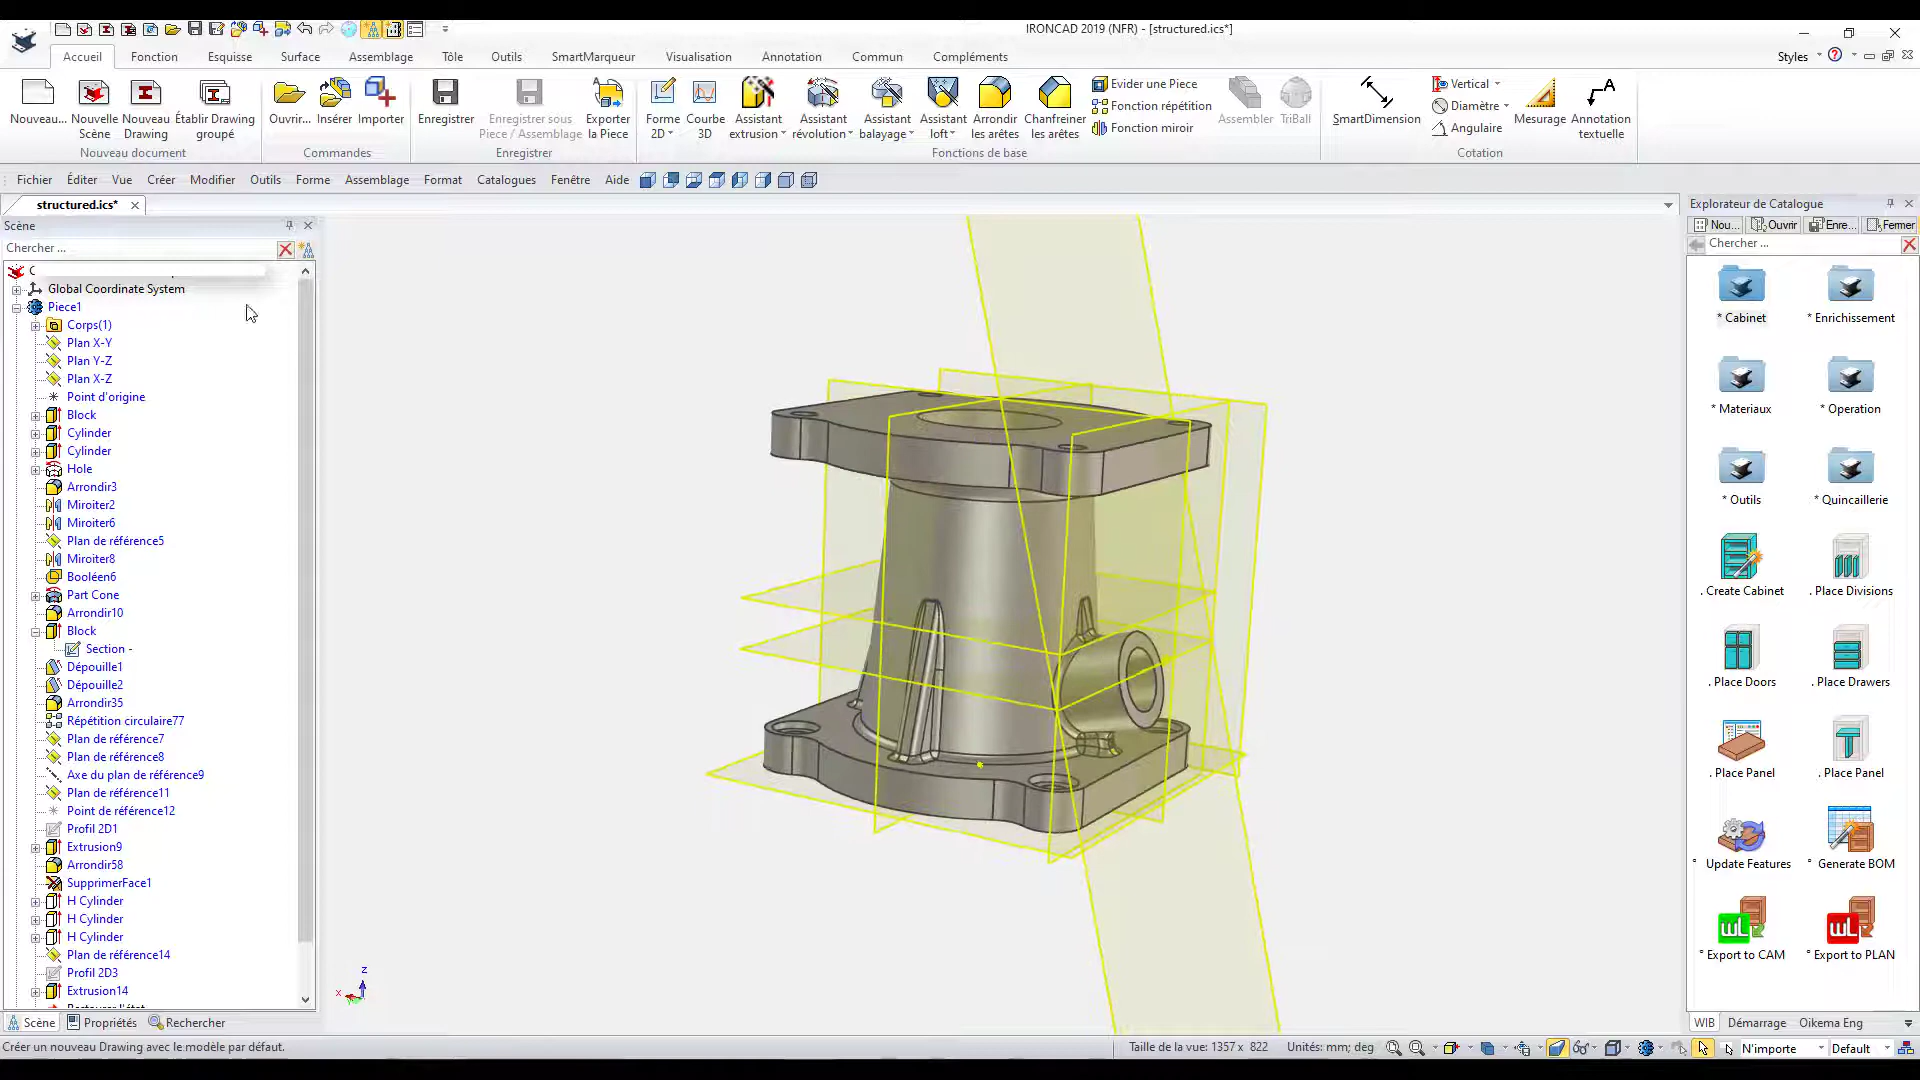 IRONCAD 2019 (NFR) - [structured.ics*]
Accueil Fonction Esquisse Surface Assemblage Tôle Outils SmartMarqueur Visualisation Annotation Commun Compléments Styles
Nouveau... Nouvelle Scène Nouveau Drawing Établir Drawing groupé
Nouveau document
Ouvrir... Insérer Importer
Commandes
Enregistrer Enregistrer sous Piece / Assemblage Exporter la Piece
Enregistrer
Forme 2D Courbe 3D Assistant extrusion Assistant révolution Assistant balayage Assistant loft Arrondir les arêtes Chanfreiner les arêtes
Evider une Piece
Fonction répétition
Fonction miroir
Assembler TriBall
Fonctions de base
SmartDimension
Vertical
Diamètre
Angulaire
Mesurage Annotation textuelle
Cotation
Fichier Éditer Vue Créer Modifier Outils Forme Assemblage Format Catalogues Fenêtre Aide
structured.ics*
Scène
Chercher ...
Global Coordinate System
Piece1
Corps(1)
Plan X-Y
Plan Y-Z
Plan X-Z
Point d'origine
Block
Cylinder
Cylinder
Hole
Arrondir3
Miroiter2
Miroiter6
Plan de référence5
Miroiter8
Booléen6
Part Cone
Arrondir10
Block
Section -
Dépouille1
Dépouille2
Arrondir35
Répétition circulaire77
Plan de référence7
Plan de référence8
Axe du plan de référence9
Plan de référence11
Point de référence12
Profil 2D1
Extrusion9
Arrondir58
SupprimerFace1
H Cylinder
H Cylinder
H Cylinder
Plan de référence14
Profil 2D3
Extrusion14
Scène Propriétés Rechercher
z
x
Explorateur de Catalogue
Nou... Ouvrir Enre... Fermer
Chercher ...
* Cabinet * Enrichissement
* Materiaux * Operation
* Outils * Quincaillerie
. Create Cabinet . Place Divisions
. Place Doors . Place Drawers
. Place Panel . Place Panel
° Update Features ° Generate BOM
WL WL
° Export to CAM ° Export to PLAN
WIB Démarrage Oikema Eng
Créer un nouveau Drawing avec le modèle par défaut.
Taille de la vue: 1357 x 822 Unités: mm; deg N'importe Default